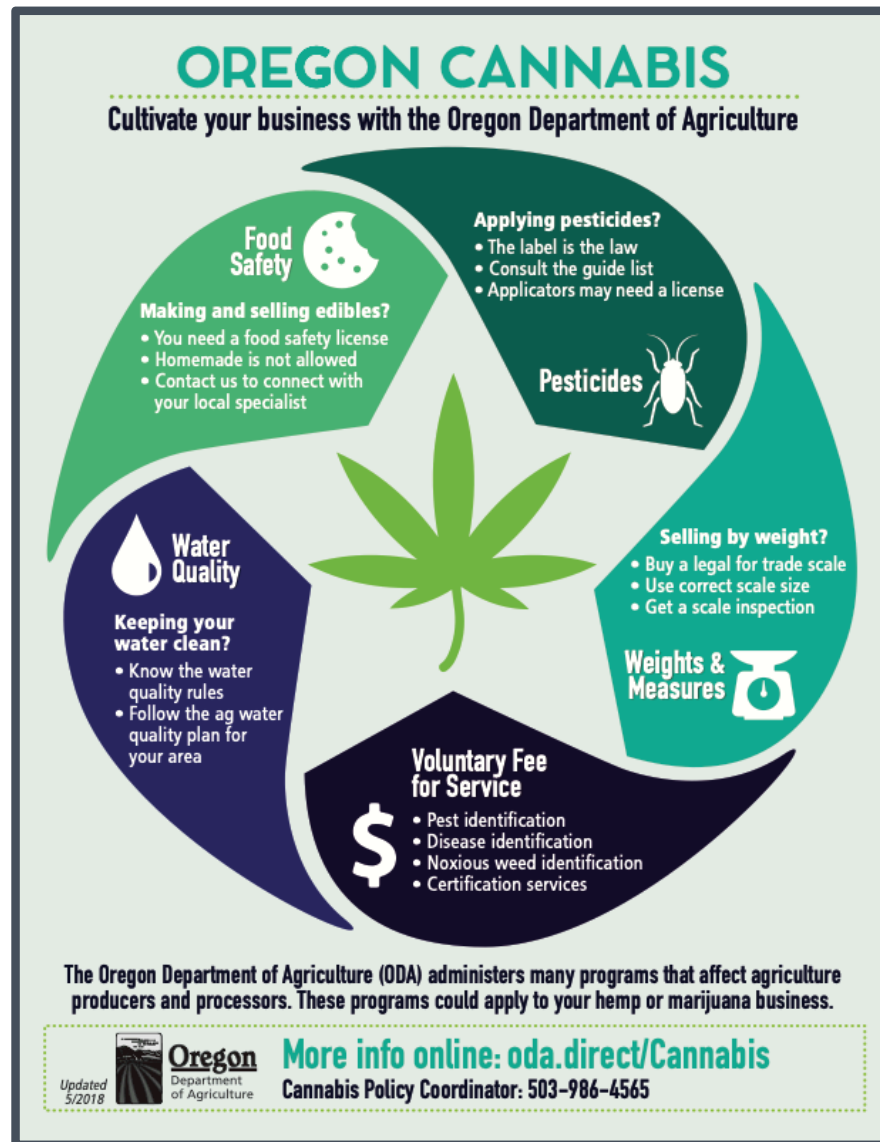 OREGON CANNABIS
Cultivate your business with the Oregon Department of Agriculture
Food
Safety
Making and selling edibles?
• You need a food safety license
• Homemade is not allowed
• Contact us to connect with
your local specialist
Applying pesticides?
• The label is the law
• Consult the guide list
• Applicators may need a license
Pesticides
Selling by weight?
• Buy a legal for trade scale
• Use correct scale size
• Get a scale inspection
Weights &
Measures
Voluntary Fee
for Service
$
• Pest identification
• Disease identification
• Noxious weed identification
• Certification services
Water
Quality
Keeping your
water clean?
• Know the water
quality rules
• Follow the ag water
quality plan for
your area
The Oregon Department of Agriculture (ODA) administers many programs that affect agriculture
producers and processors. These programs could apply to your hemp or marijuana business.
Updated
5/2018
Oregon
Department
of Agriculture
More info online: oda.direct/Cannabis
Cannabis Policy Coordinator: 503-986-4565